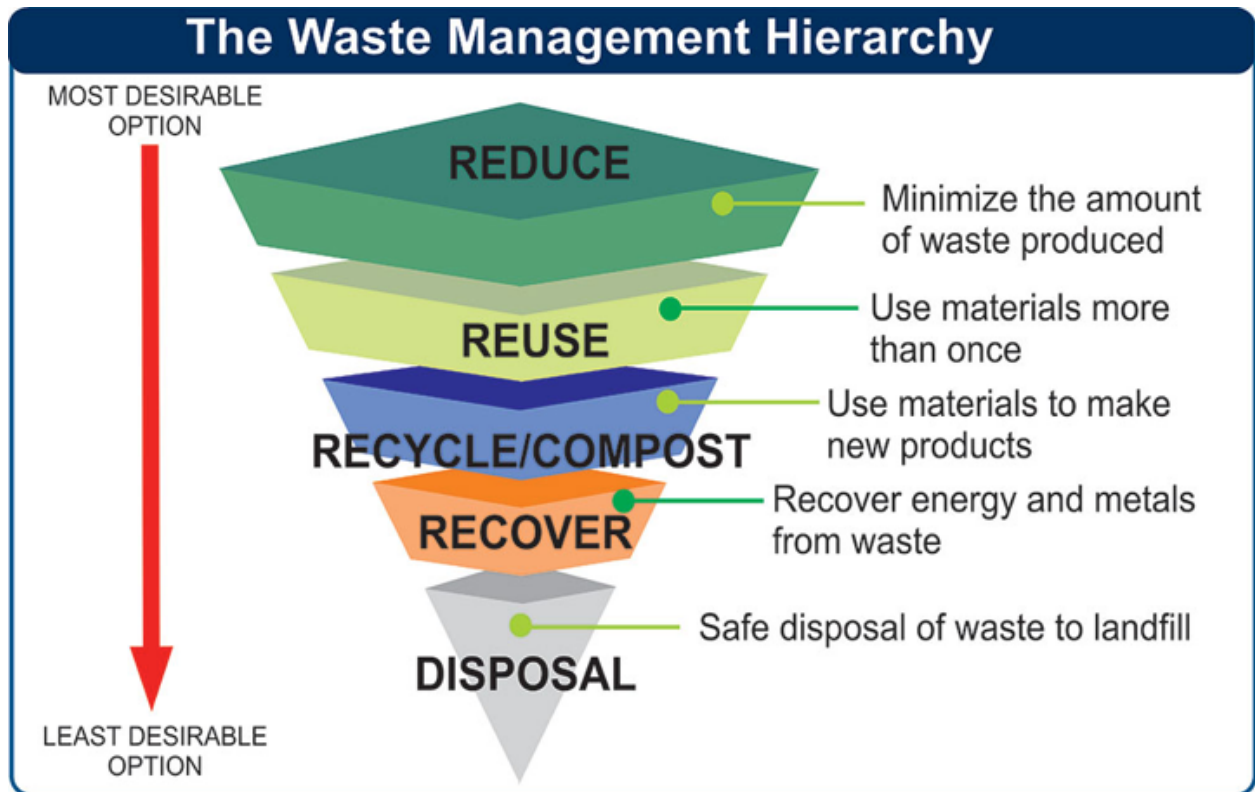 The Waste Management Hierarchy
MOST DESIRABLE
OPTION
REDUCE
Minimize the amount
of waste produced
REUSE
Use materials more
than once
RECYCLE/COMPOST
Use materials to make
new products
RECOVER
Recover energy and metals
from waste
DISPOSAL
Safe disposal of waste to landfill
LEAST DESIRABLE
OPTION